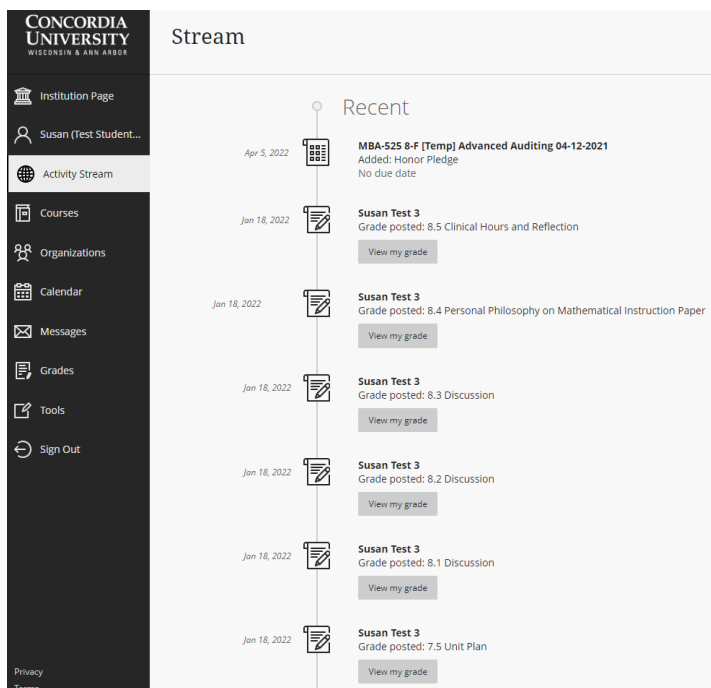 CONCORDIA
UNIVERSITY
WISCONSIN & ANN ARBOR
Institution Page
Susan (Test Student...
Activity Stream
Courses
Organizations
Calendar
Messages
Grades
Tools
Sign Out
Privacy
Terms
Stream
Recent
Apr 5, 2022
MBA-525 8-F [Temp] Advanced Auditing 04-12-2021
Added: Honor Pledge
No due date
Jan 18, 2022
Susan Test 3
Grade posted: 8.5 Clinical Hours and Reflection
View my grade
Jan 18, 2022
Susan Test 3
Grade posted: 8.4 Personal Philosophy on Mathematical Instruction Paper
View my grade
Jan 18, 2022
Susan Test 3
Grade posted: 8.3 Discussion
View my grade
Jan 18, 2022
Susan Test 3
Grade posted: 8.2 Discussion
View my grade
Jan 18, 2022
Susan Test 3
Grade posted: 8.1 Discussion
View my grade
Jan 18, 2022
Susan Test 3
Grade posted: 7.5 Unit Plan
View my grade